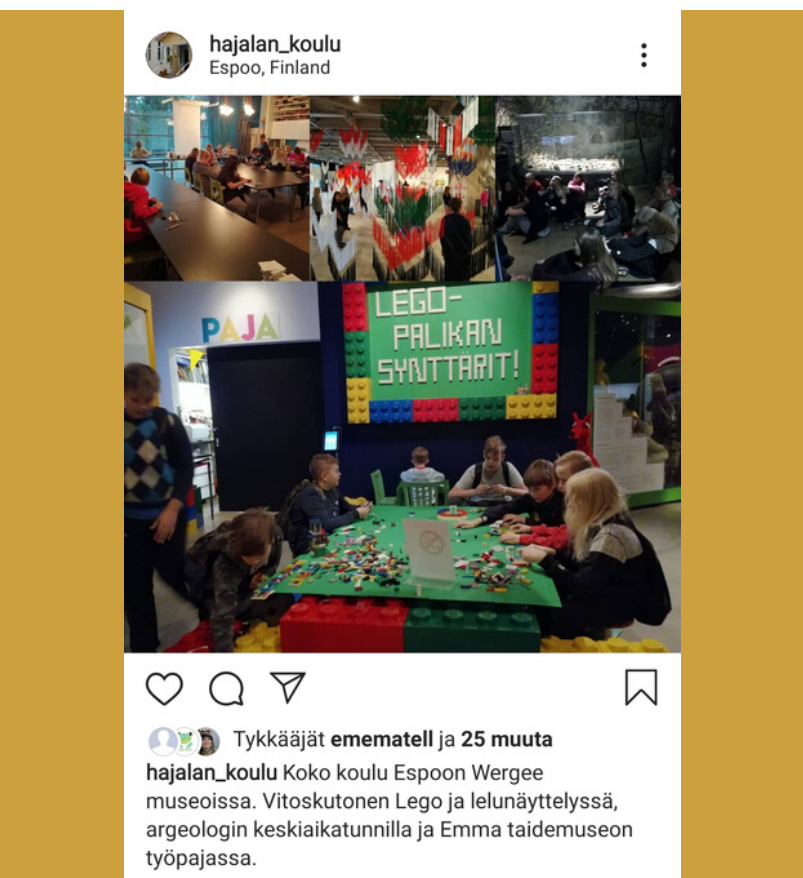 hajalan_koulu
Espoo, Finland
PAJA
LEGO-
PALIKAN
SYNTTÄRIT!
Tykkääjät emematell ja 25 muuta
hajalan_koulu Koko koulu Espoon Wergee
museoissa. Vitoskutonen Lego ja lelunäyttelyssä,
argeologin keskiaikatunnilla ja Emma taidemuseon
työpajassa.